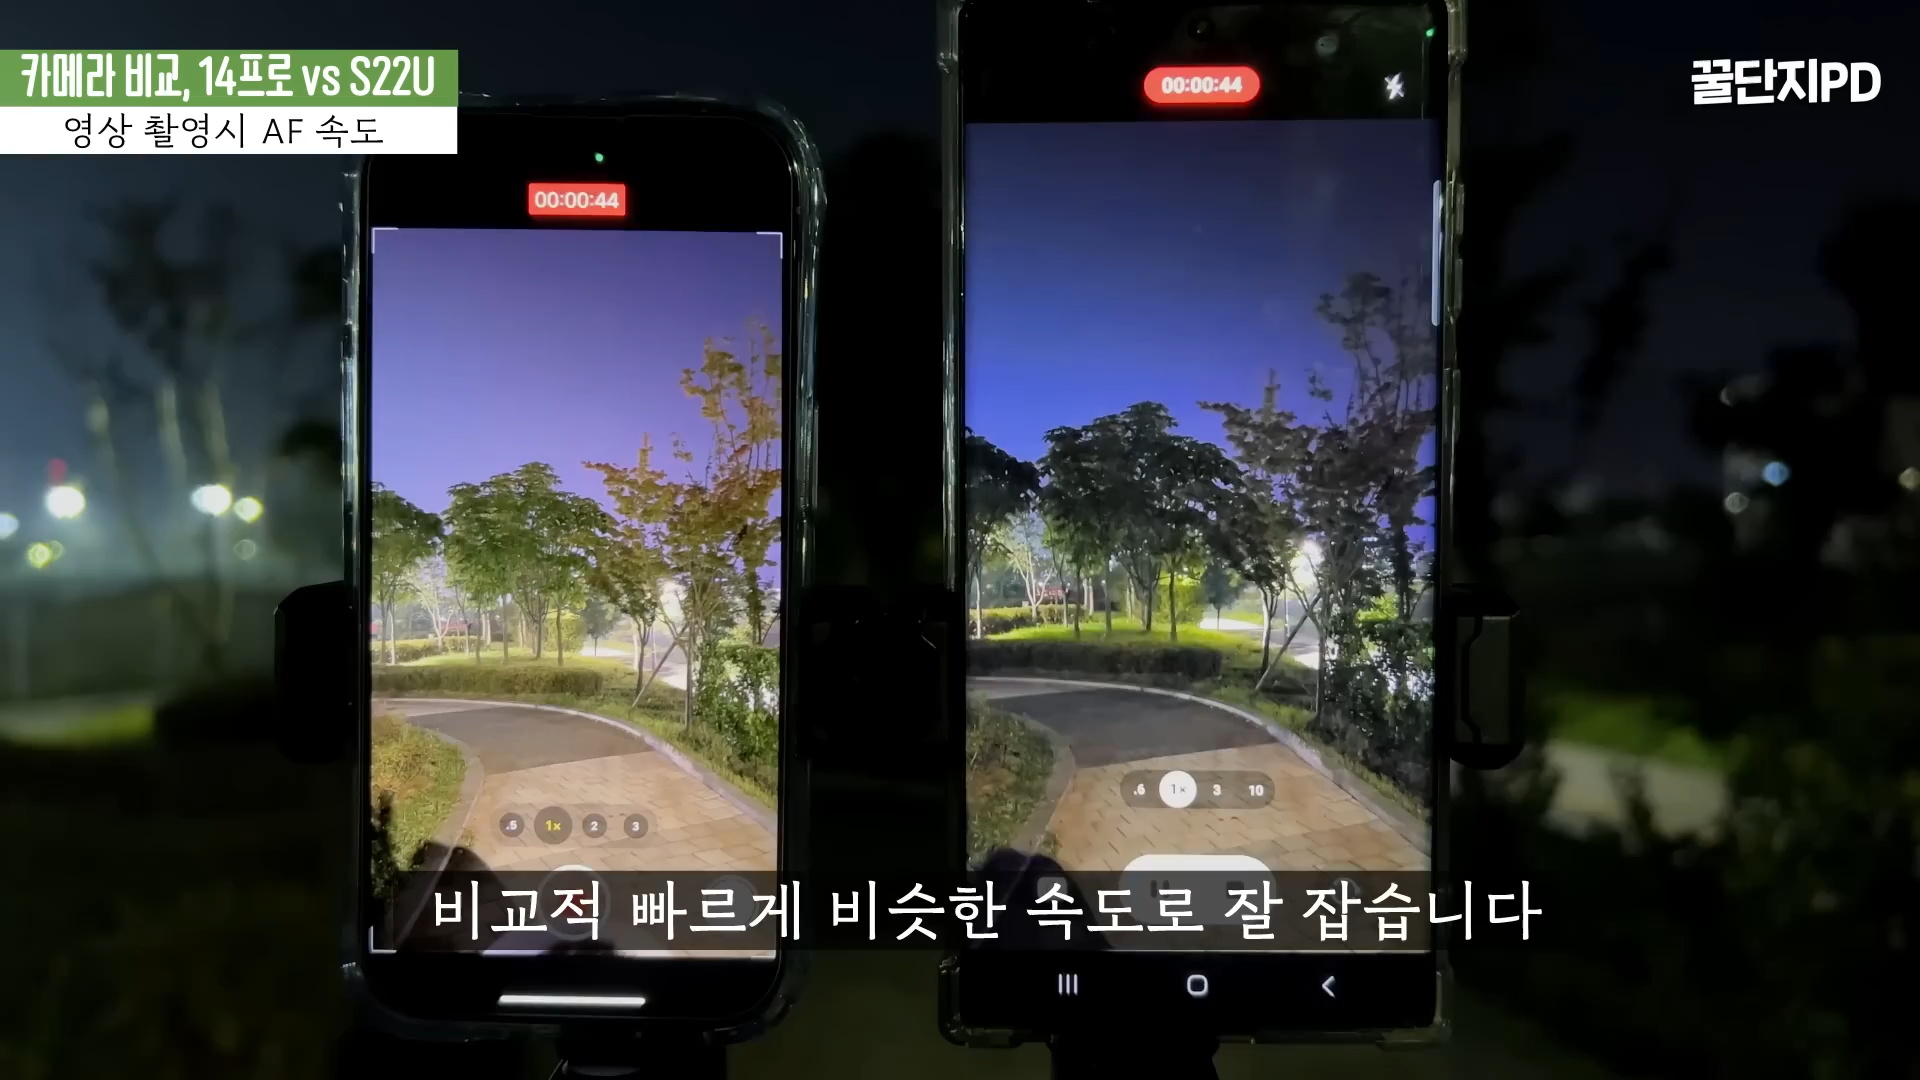 카메라 비교, 14프로 vs S22U
영상 촬영시 AF 속도
꿀단지PD
00:00:44
00:00:44
.5 1× 2 3
.6 1× 3 10
비교적 빠르게 비슷한 속도로 잘 잡습니다